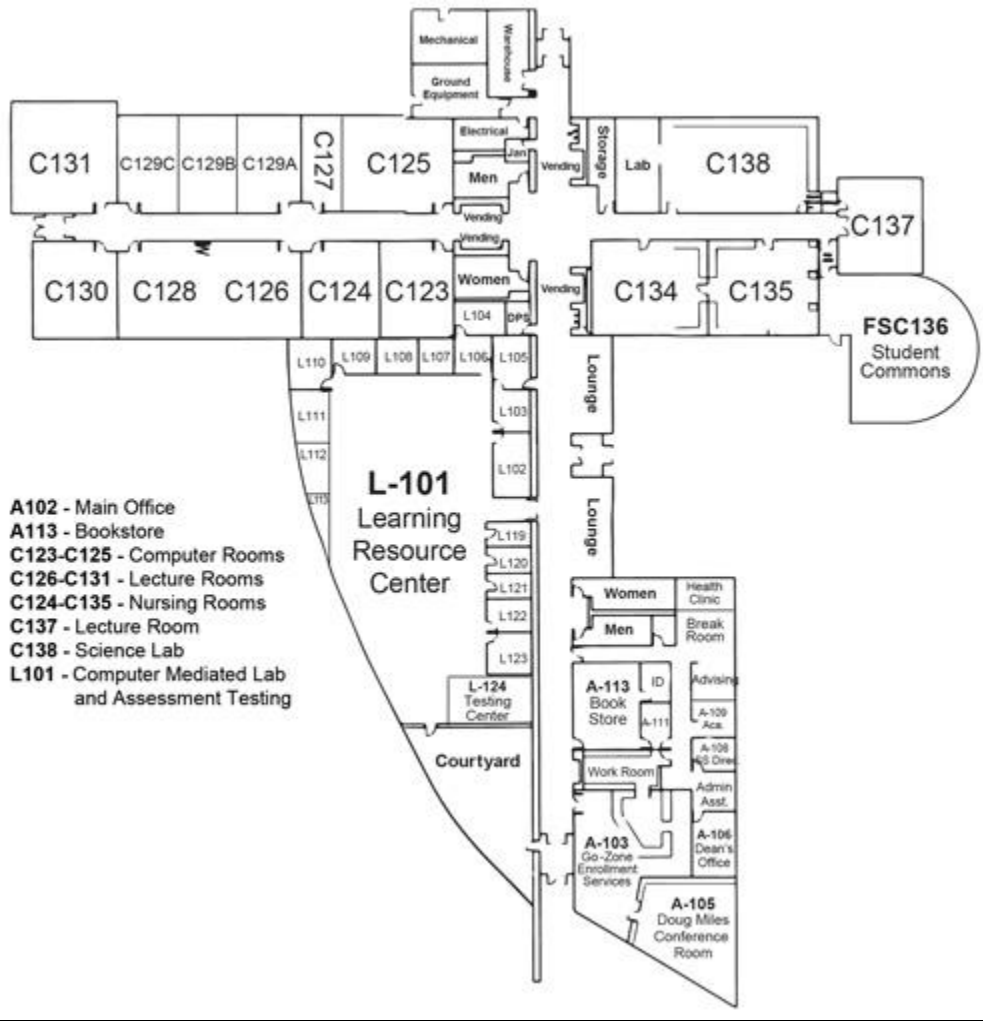 Mechanical
Warehouse
Ground
Equipment
Electrical
Jan
Men
Vending
Storage
Lab
C138
C131
C129C
C129B
C129A
C127
C125
Vending
Vending
C137
C130
C128
C126
C124
C123
Women
L104
DPS
Vending
C134
C135
FSC136
Student
Commons
L110
L109
L108
L107
L106
L105
Lounge
L111
L103
L112
L102
L113
L-101
Learning
Resource
Center
Lounge
L119
L120
L121
L122
L123
L-124
Testing
Center
Courtyard
A102 - Main Office
A113 - Bookstore
C123-C125 - Computer Rooms
C126-C131 - Lecture Rooms
C124-C135 - Nursing Rooms
C137 - Lecture Room
C138 - Science Lab
L101 - Computer Mediated Lab
and Assessment Testing
Women
Men
Health
Clinic
Break
Room
A-113
Book
Store
ID
A-111
Advising
A-109
Aca.
A-108
SS Direc
Work Room
Admin
Asst.
A-103
Go-Zone
Enrollment
Services
A-106
Dean's
Office
A-105
Doug Miles
Conference
Room